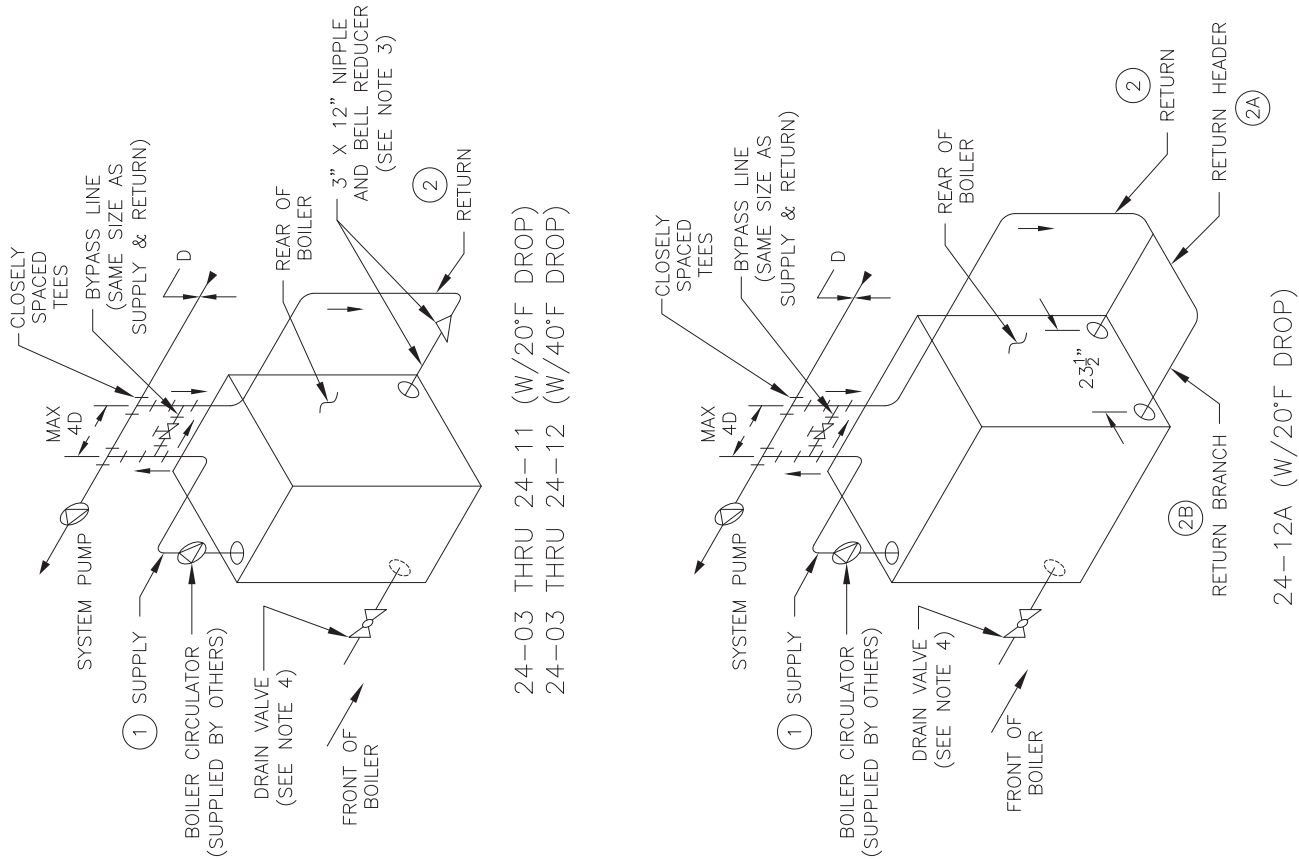 CLOSELY
SPACED
TEES
BYPASS LINE
(SAME SIZE AS
SUPPLY & RETURN)
MAX
4D
D
SYSTEM PUMP
1 SUPPLY
BOILER CIRCULATOR
(SUPPLIED BY OTHERS)
DRAIN VALVE
(SEE NOTE 4)
FRONT OF
BOILER
REAR OF
BOILER
3" X 12" NIPPLE
AND BELL REDUCER
(SEE NOTE 3)
2
RETURN
24-03 THRU 24-11 (W/20°F DROP)
24-03 THRU 24-12 (W/40°F DROP)
CLOSELY
SPACED
TEES
BYPASS LINE
(SAME SIZE AS
SUPPLY & RETURN)
MAX
4D
D
SYSTEM PUMP
1 SUPPLY
BOILER CIRCULATOR
(SUPPLIED BY OTHERS)
DRAIN VALVE
(SEE NOTE 4)
FRONT OF
BOILER
REAR OF
BOILER
23½"
2
RETURN
RETURN HEADER
2A
2B
RETURN BRANCH
24-12A (W/20°F DROP)